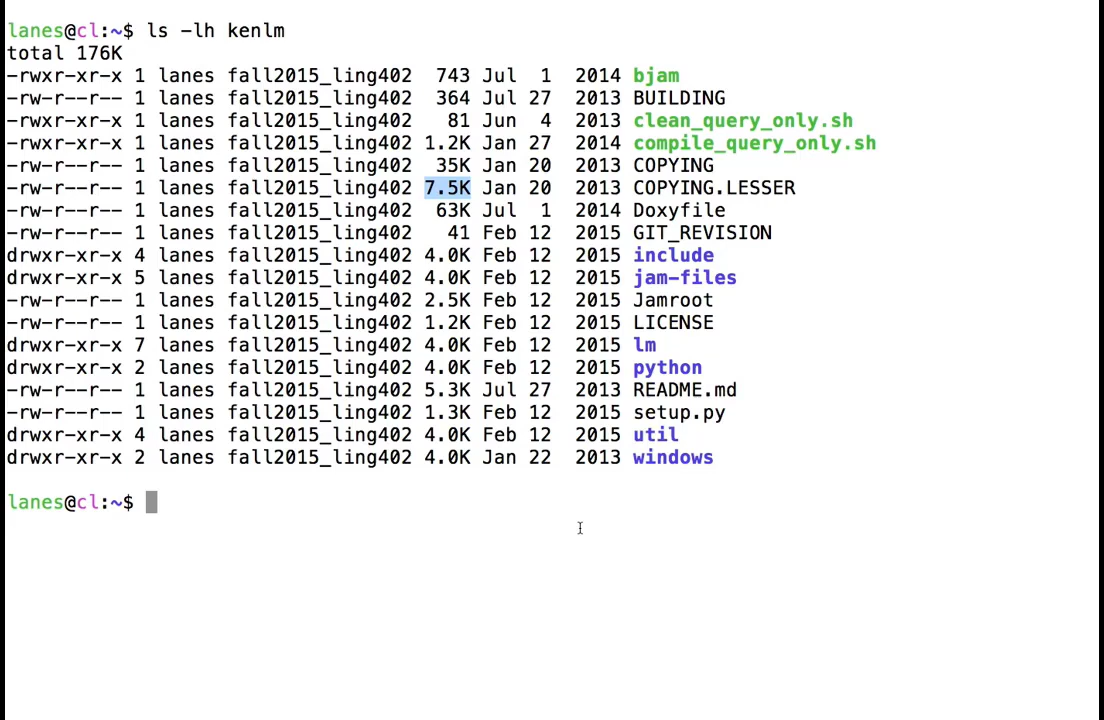 lanes@cl:~$ ls -lh kenlm
total 176K
-rwxr-xr-x 1 lanes fall2015_ling402  743 Jul  1  2014 bjam
-rw-r--r-- 1 lanes fall2015_ling402  364 Jul 27  2013 BUILDING
-rwxr-xr-x 1 lanes fall2015_ling402   81 Jun  4  2013 clean_query_only.sh
-rwxr-xr-x 1 lanes fall2015_ling402 1.2K Jan 27  2014 compile_query_only.sh
-rw-r--r-- 1 lanes fall2015_ling402  35K Jan 20  2013 COPYING
-rw-r--r-- 1 lanes fall2015_ling402 7.5K Jan 20  2013 COPYING.LESSER
-rw-r--r-- 1 lanes fall2015_ling402  63K Jul  1  2014 Doxyfile
-rw-r--r-- 1 lanes fall2015_ling402   41 Feb 12  2015 GIT_REVISION
drwxr-xr-x 4 lanes fall2015_ling402 4.0K Feb 12  2015 include
drwxr-xr-x 5 lanes fall2015_ling402 4.0K Feb 12  2015 jam-files
-rw-r--r-- 1 lanes fall2015_ling402 2.5K Feb 12  2015 Jamroot
-rw-r--r-- 1 lanes fall2015_ling402 1.2K Feb 12  2015 LICENSE
drwxr-xr-x 7 lanes fall2015_ling402 4.0K Feb 12  2015 lm
drwxr-xr-x 2 lanes fall2015_ling402 4.0K Feb 12  2015 python
-rw-r--r-- 1 lanes fall2015_ling402 5.3K Jul 27  2013 README.md
-rw-r--r-- 1 lanes fall2015_ling402 1.3K Feb 12  2015 setup.py
drwxr-xr-x 4 lanes fall2015_ling402 4.0K Feb 12  2015 util
drwxr-xr-x 2 lanes fall2015_ling402 4.0K Jan 22  2013 windows
lanes@cl:~$